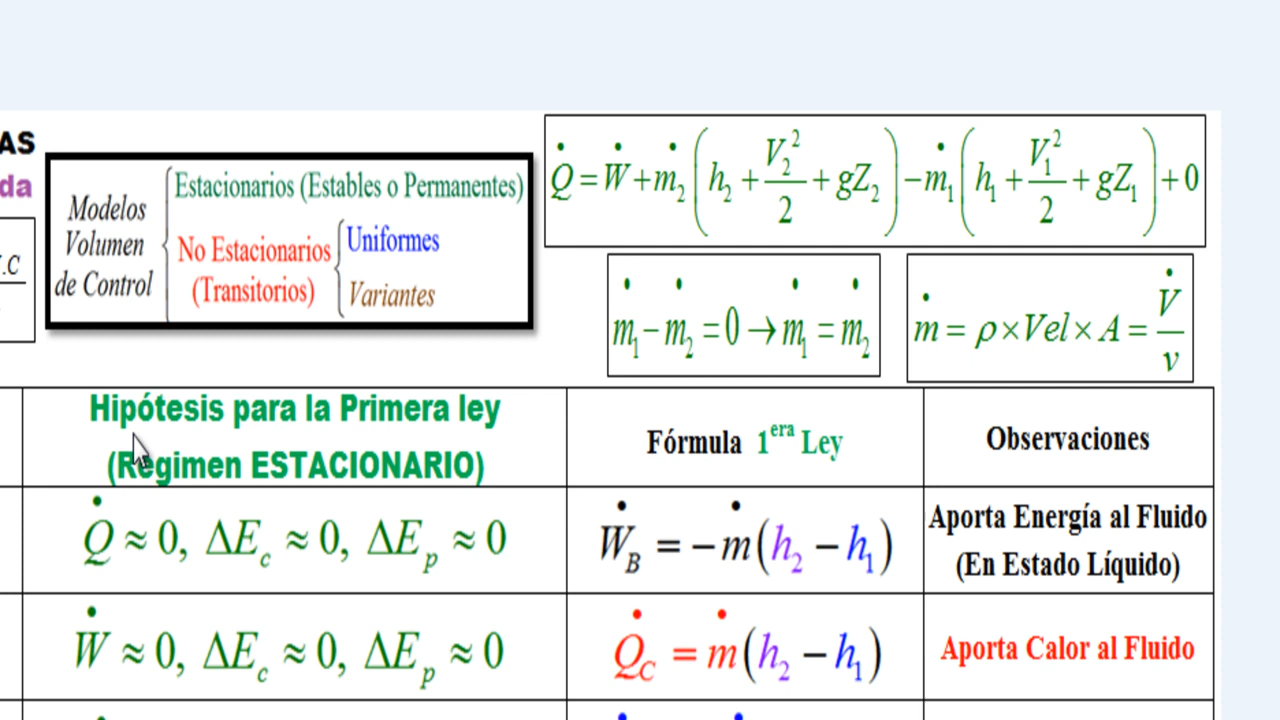 AS
da
Modelos
Volumen
de Control
Estacionarios (Estables o Permanentes)
No Estacionarios
(Transitorios)
Uniformes
Variantes
.C
Q̇ = Ẇ + ṁ₂ (h₂ + V₂²/2 + gZ₂) − ṁ₁ (h₁ + V₁²/2 + gZ₁) + 0
ṁ₁ − ṁ₂ = 0 → ṁ₁ = ṁ₂
ṁ = ρ × Vel × A = V̇/v
Hipótesis para la Primera ley
(Régimen ESTACIONARIO)
Fórmula 1era Ley
Observaciones
Q̇ ≈ 0, ΔEc ≈ 0, ΔEp ≈ 0
ẆB = −ṁ(h₂ − h₁)
Aporta Energía al Fluido
(En Estado Líquido)
Ẇ ≈ 0, ΔEc ≈ 0, ΔEp ≈ 0
Q̇C = ṁ(h₂ − h₁)
Aporta Calor al Fluido